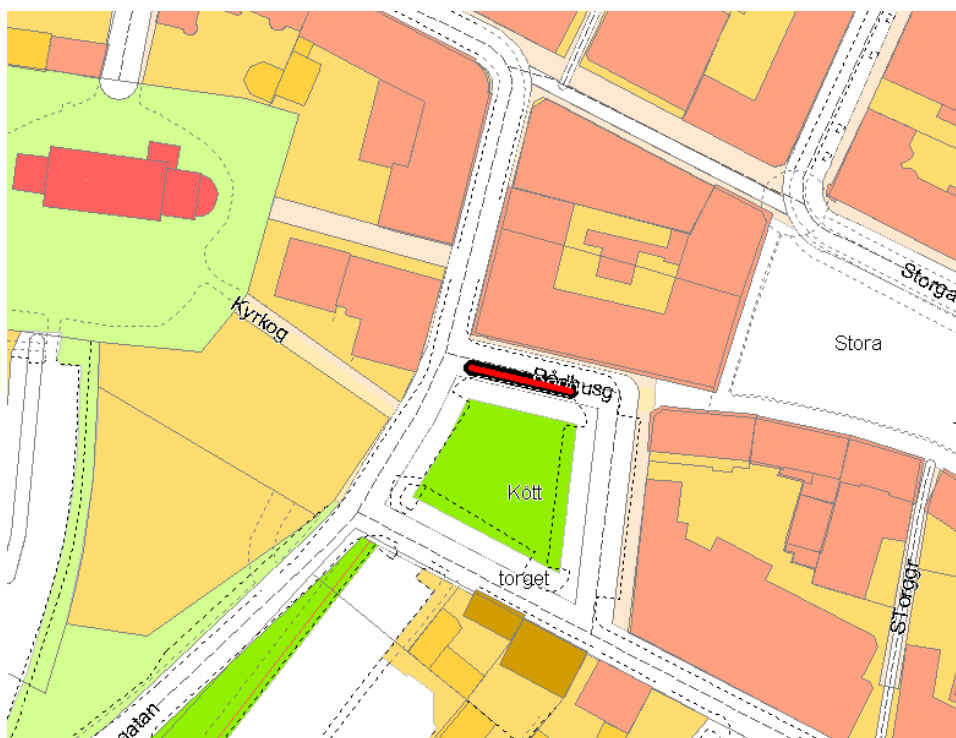 Storga
Stora
Kyrkog
Rådhusg
Kött
torget
STorggr
gatan